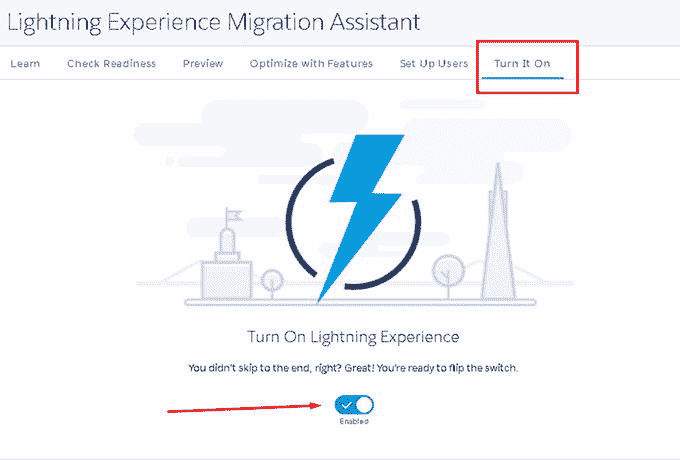 Lightning Experience Migration Assistant
Learn Check Readiness Preview Optimize with Features Set Up Users Turn It On
Turn On Lightning Experience
You didn't skip to the end, right? Great! You're ready to flip the switch.
Enabled